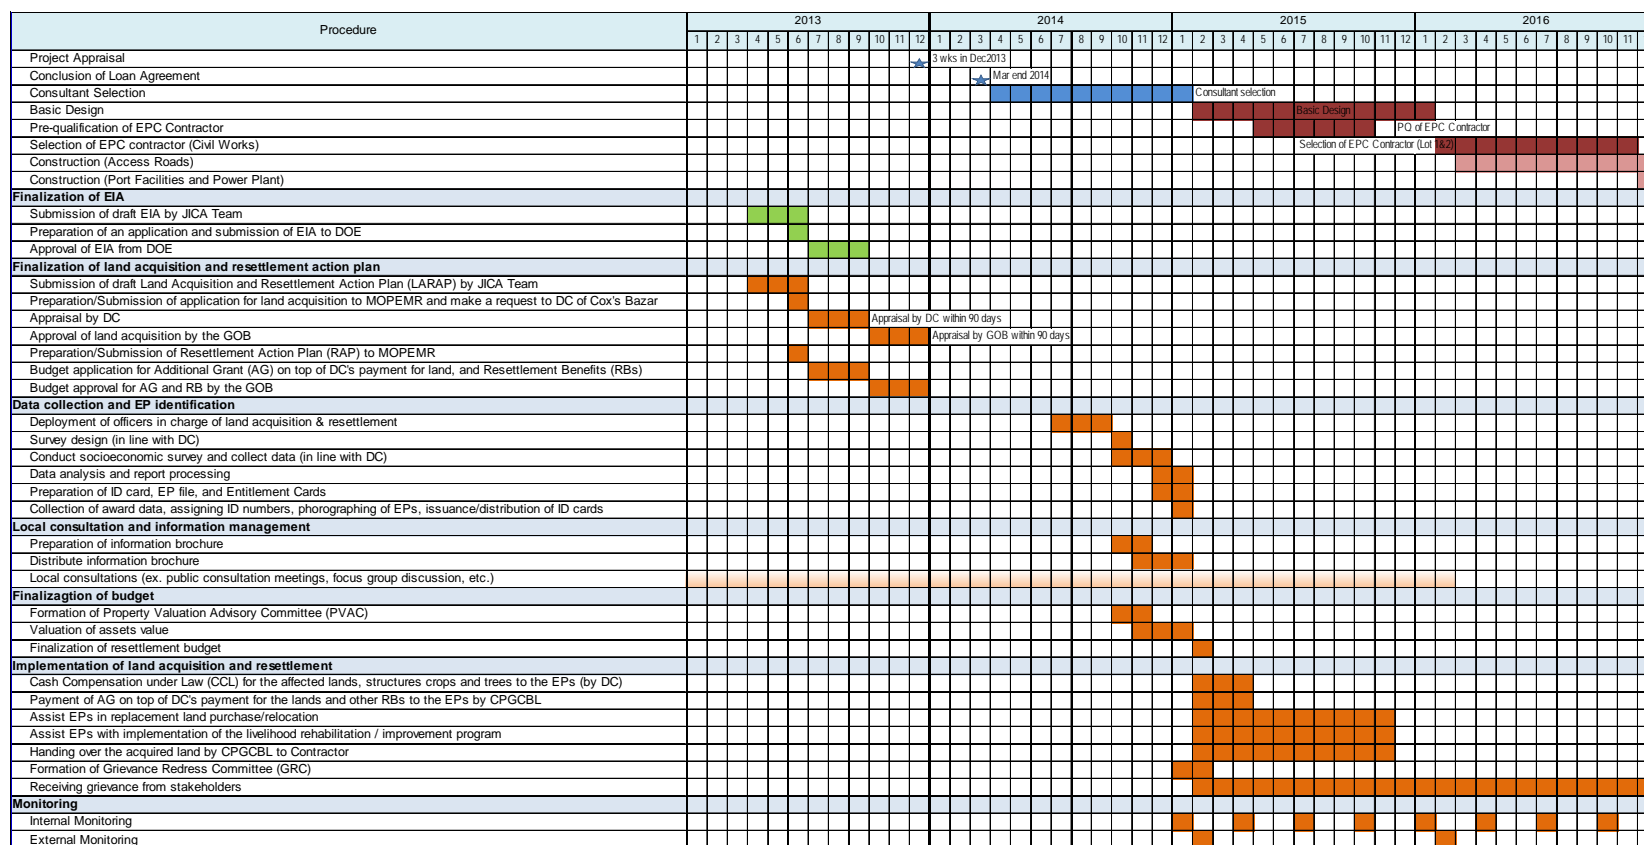 Procedure 2013 2014 2015 2016
1 2 3 4 5 6 7 8 9 10 11 12 1 2 3 4 5 6 7 8 9 10 11 12 1 2 3 4 5 6 7 8 9 10 11 12 1 2 3 4 5 6 7 8 9 10 11
Project Appraisal 3 wks in Dec2013
Conclusion of Loan Agreement Mar end 2014
Consultant Selection Consultant selection
Basic Design Basic Design
Pre-qualification of EPC Contractor PQ of EPC Contractor
Selection of EPC contractor (Civil Works) Selection of EPC Contractor (Lot 1&2)
Construction (Access Roads)
Construction (Port Facilities and Power Plant)
Finalization of EIA
Submission of draft EIA by JICA Team
Preparation of an application and submission of EIA to DOE
Approval of EIA from DOE
Finalization of land acquisition and resettlement action plan
Submission of draft Land Acquisition and Resettlement Action Plan (LARAP) by JICA Team
Preparation/Submission of application for land acquisition to MOPEMR and make a request to DC of Cox's Bazar
Appraisal by DC Appraisal by DC within 90 days
Approval of land acquisition by the GOB Appraisal by GOB within 90 days
Preparation/Submission of Resettlement Action Plan (RAP) to MOPEMR
Budget application for Additional Grant (AG) on top of DC's payment for land, and Resettlement Benefits (RBs)
Budget approval for AG and RB by the GOB
Data collection and EP identification
Deployment of officers in charge of land acquisition & resettlement
Survey design (in line with DC)
Conduct socioeconomic survey and collect data (in line with DC)
Data analysis and report processing
Preparation of ID card, EP file, and Entitlement Cards
Collection of award data, assigning ID numbers, phorographing of EPs, issuance/distribution of ID cards
Local consultation and information management
Preparation of information brochure
Distribute information brochure
Local consultations (ex. public consultation meetings, focus group discussion, etc.)
Finalizagtion of budget
Formation of Property Valuation Advisory Committee (PVAC)
Valuation of assets value
Finalization of resettlement budget
Implementation of land acquisition and resettlement
Cash Compensation under Law (CCL) for the affected lands, structures crops and trees to the EPs (by DC)
Payment of AG on top of DC's payment for the lands and other RBs to the EPs by CPGCBL
Assist EPs in replacement land purchase/relocation
Assist EPs with implementation of the livelihood rehabilitation / improvement program
Handing over the acquired land by CPGCBL to Contractor
Formation of Grievance Redress Committee (GRC)
Receiving grievance from stakeholders
Monitoring
Internal Monitoring
External Monitoring